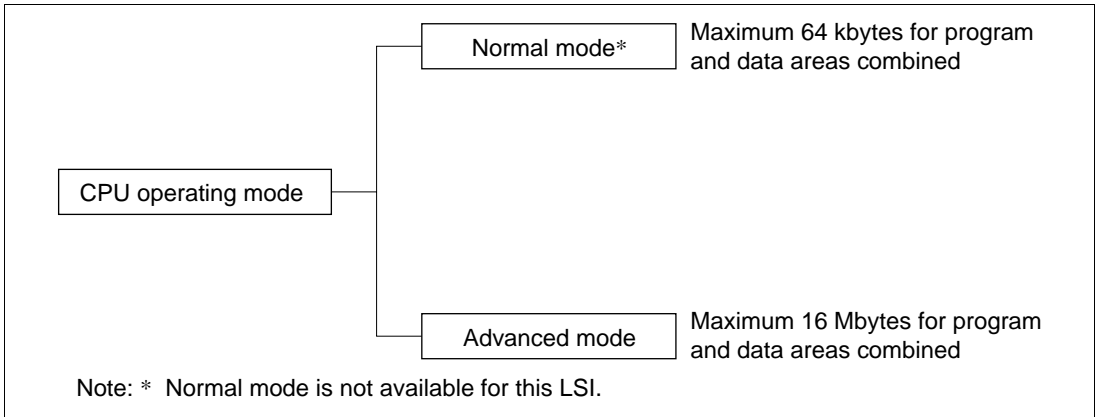 Normal mode*
Maximum 64 kbytes for program
and data areas combined
CPU operating mode
Advanced mode
Maximum 16 Mbytes for program
and data areas combined
Note: * Normal mode is not available for this LSI.